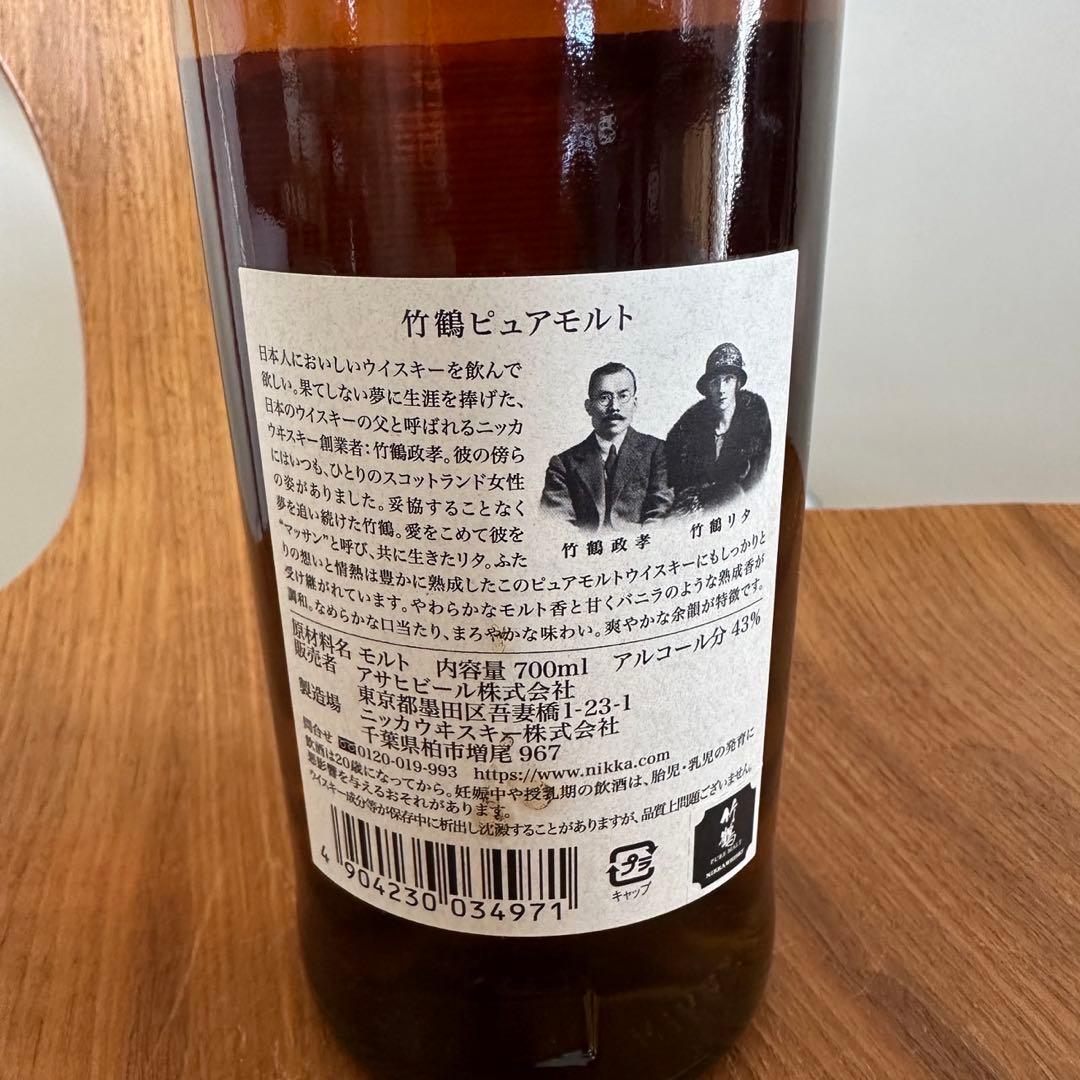 竹鶴ピュアモルト
日本人においしいウイスキーを飲んで
欲しい。果てしない夢に生涯を捧げた、
日本のウイスキーの父と呼ばれるニッカ
ウヰスキー創業者：竹鶴政孝。彼の傍ら
にはいつも、ひとりのスコットランド女性
の姿がありました。妥協することなく
夢を追い続けた竹鶴。愛をこめて彼を
“マッサン”と呼び、共に生きたリタ。ふた
りの想いと情熱は豊かに熟成したこのピュアモルトウイスキーにもしっかりと
受け継がれています。やわらかなモルト香と甘くバニラのような熟成香が
調和。なめらかな口当たり、まろやかな味わい。爽やかな余韻が特徴です。
竹鶴政孝
竹鶴リタ
原材料名 モルト 内容量 700ml アルコール分 43%
販売者 アサヒビール株式会社
東京都墨田区吾妻橋1-23-1
製造場 ニッカウヰスキー株式会社
千葉県柏市増尾 967
問合せ 0120-019-993 https://www.nikka.com
飲酒は20歳になってから。妊娠中や授乳期の飲酒は、胎児・乳児の発育に
悪影響を与えるおそれがあります。
ウイスキー成分等が保存中に析出し沈澱することがありますが、品質上問題ございません。
4 904230 034971
プラ
キャップ
竹鶴
PURE MALT
NIKKA WHISKY